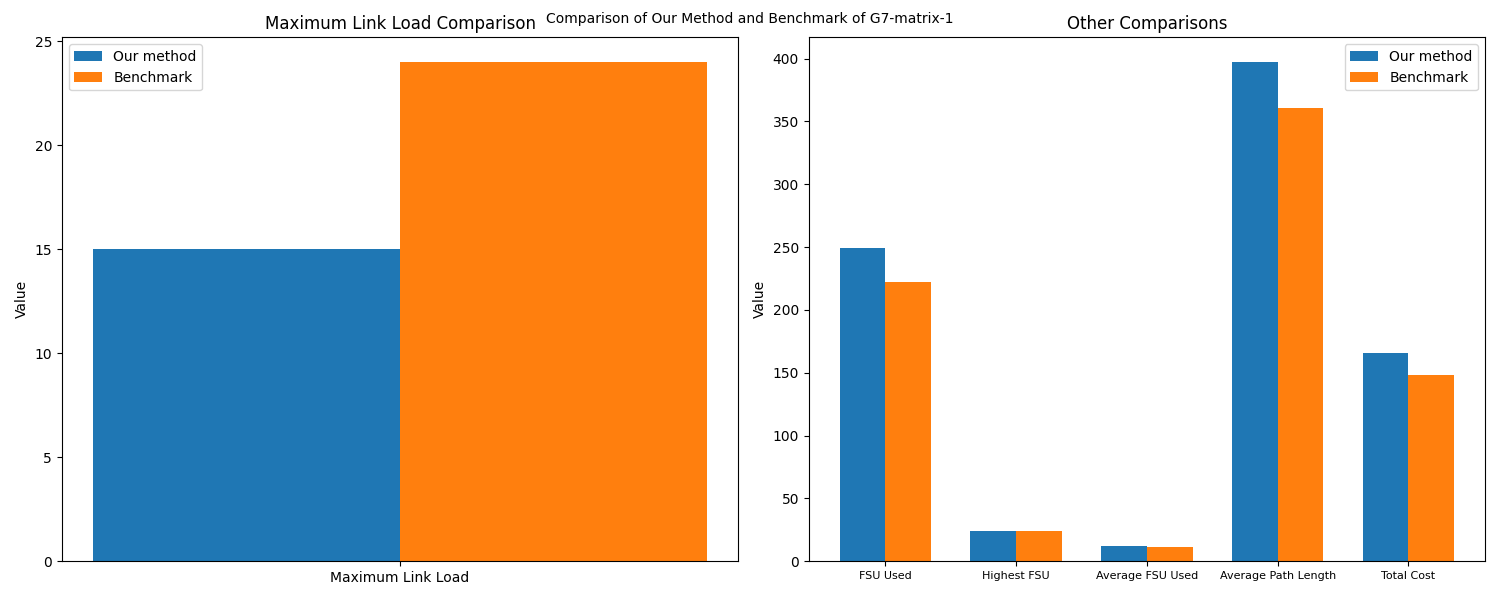 Comparison of Our Method and Benchmark of G7-matrix-1
Maximum Link Load Comparison
Our method
Benchmark
25
20
15
10
5
0
Value
Maximum Link Load
Other Comparisons
Our method
Benchmark
400
350
300
250
200
150
100
50
0
Value
FSU Used
Highest FSU
Average FSU Used
Average Path Length
Total Cost